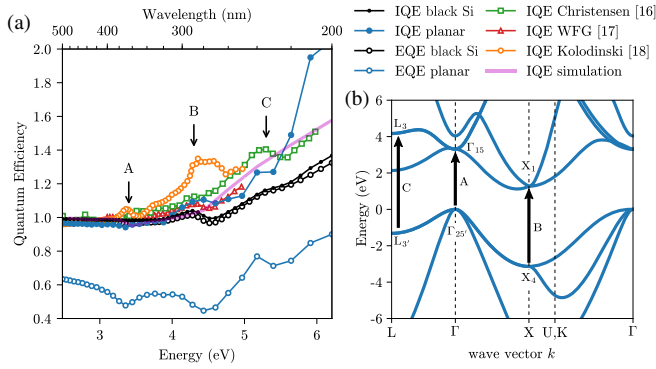 (a)
Wavelength (nm)
500 400 300 200
Quantum Efficiency
2.0
1.8
1.6
1.4
1.2
1.0
0.8
0.6
0.4
A
B
C
3 4 5 6
Energy (eV)
IQE black Si
IQE planar
EQE black Si
EQE planar
IQE Christensen [16]
IQE WFG [17]
IQE Kolodinski [18]
IQE simulation
(b)
Energy (eV)
6
4
2
0
-2
-4
-6
L₃
Γ₁₅
X₁
C
A
B
L₃'
Γ₂₅'
X₄
L Γ X U,K Γ
wave vector k